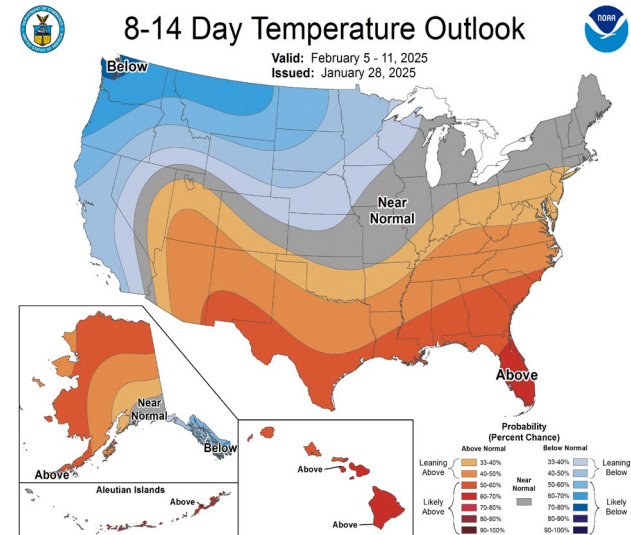 8-14 Day Temperature Outlook
Valid: February 5 - 11, 2025
Issued: January 28, 2025
NOAA
Below
Near
Normal
Above
Near
Normal
Below
Above
Aleutian Islands
Above
Above
Above
Probability
(Percent Chance)
Above Normal
Below Normal
Leaning
Above
33-40%
40-50%
Likely
Above
50-60%
60-70%
70-80%
80-90%
90-100%
Near
Normal
33-40%
40-50%
Leaning
Below
50-60%
60-70%
70-80%
80-90%
90-100%
Likely
Below